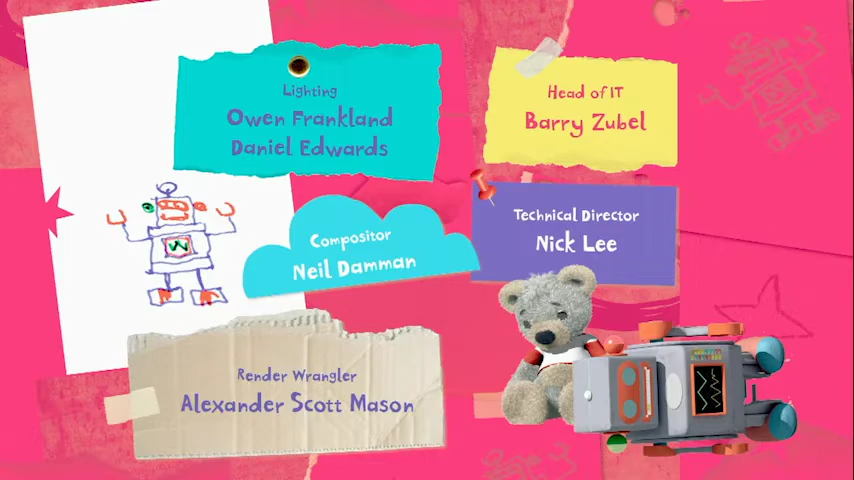 Lighting
Owen Frankland
Daniel Edwards
Head of IT
Barry Zubel
Compositor
Neil Damman
Technical Director
Nick Lee
Render Wrangler
Alexander Scott Mason